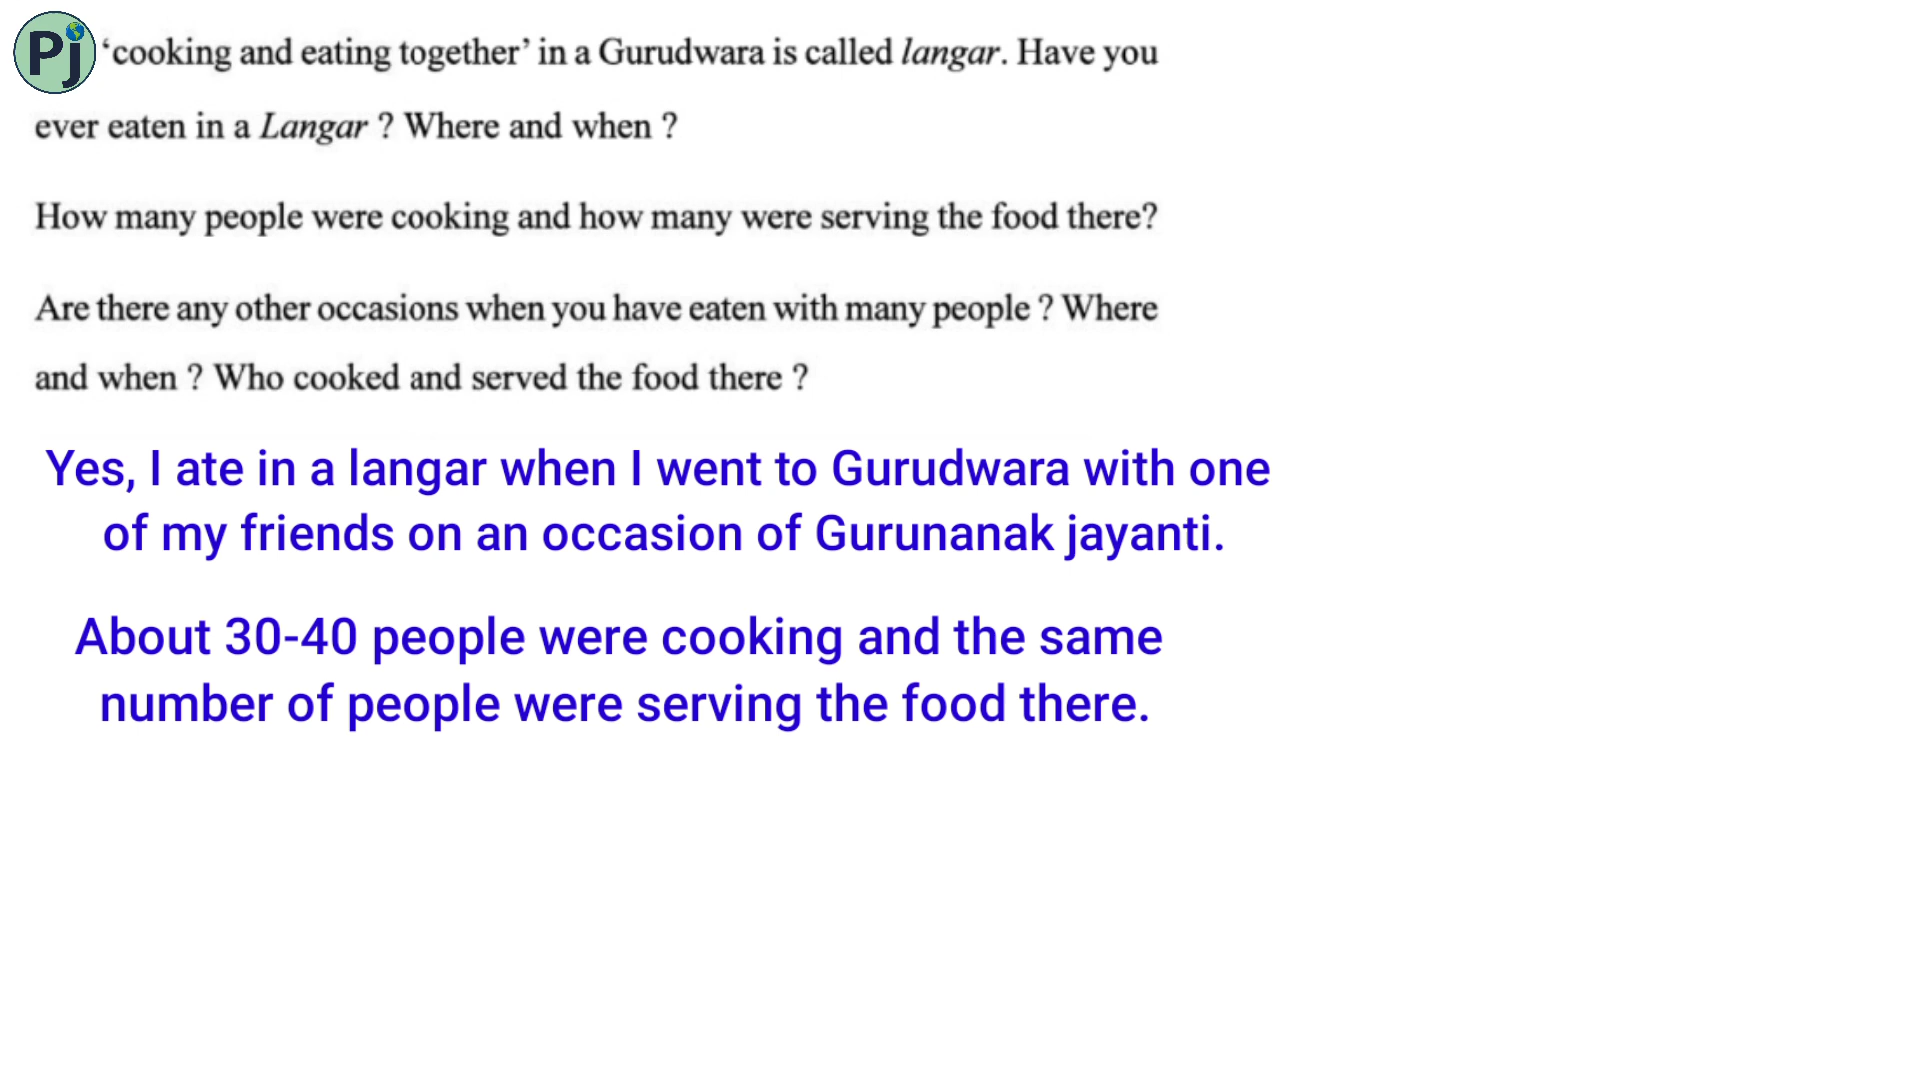 Pj 'cooking and eating together' in a Gurudwara is called langar. Have you
ever eaten in a Langar ? Where and when ?
How many people were cooking and how many were serving the food there?
Are there any other occasions when you have eaten with many people ? Where
and when ? Who cooked and served the food there ?
Yes, I ate in a langar when I went to Gurudwara with one
of my friends on an occasion of Gurunanak jayanti.
About 30-40 people were cooking and the same
number of people were serving the food there.